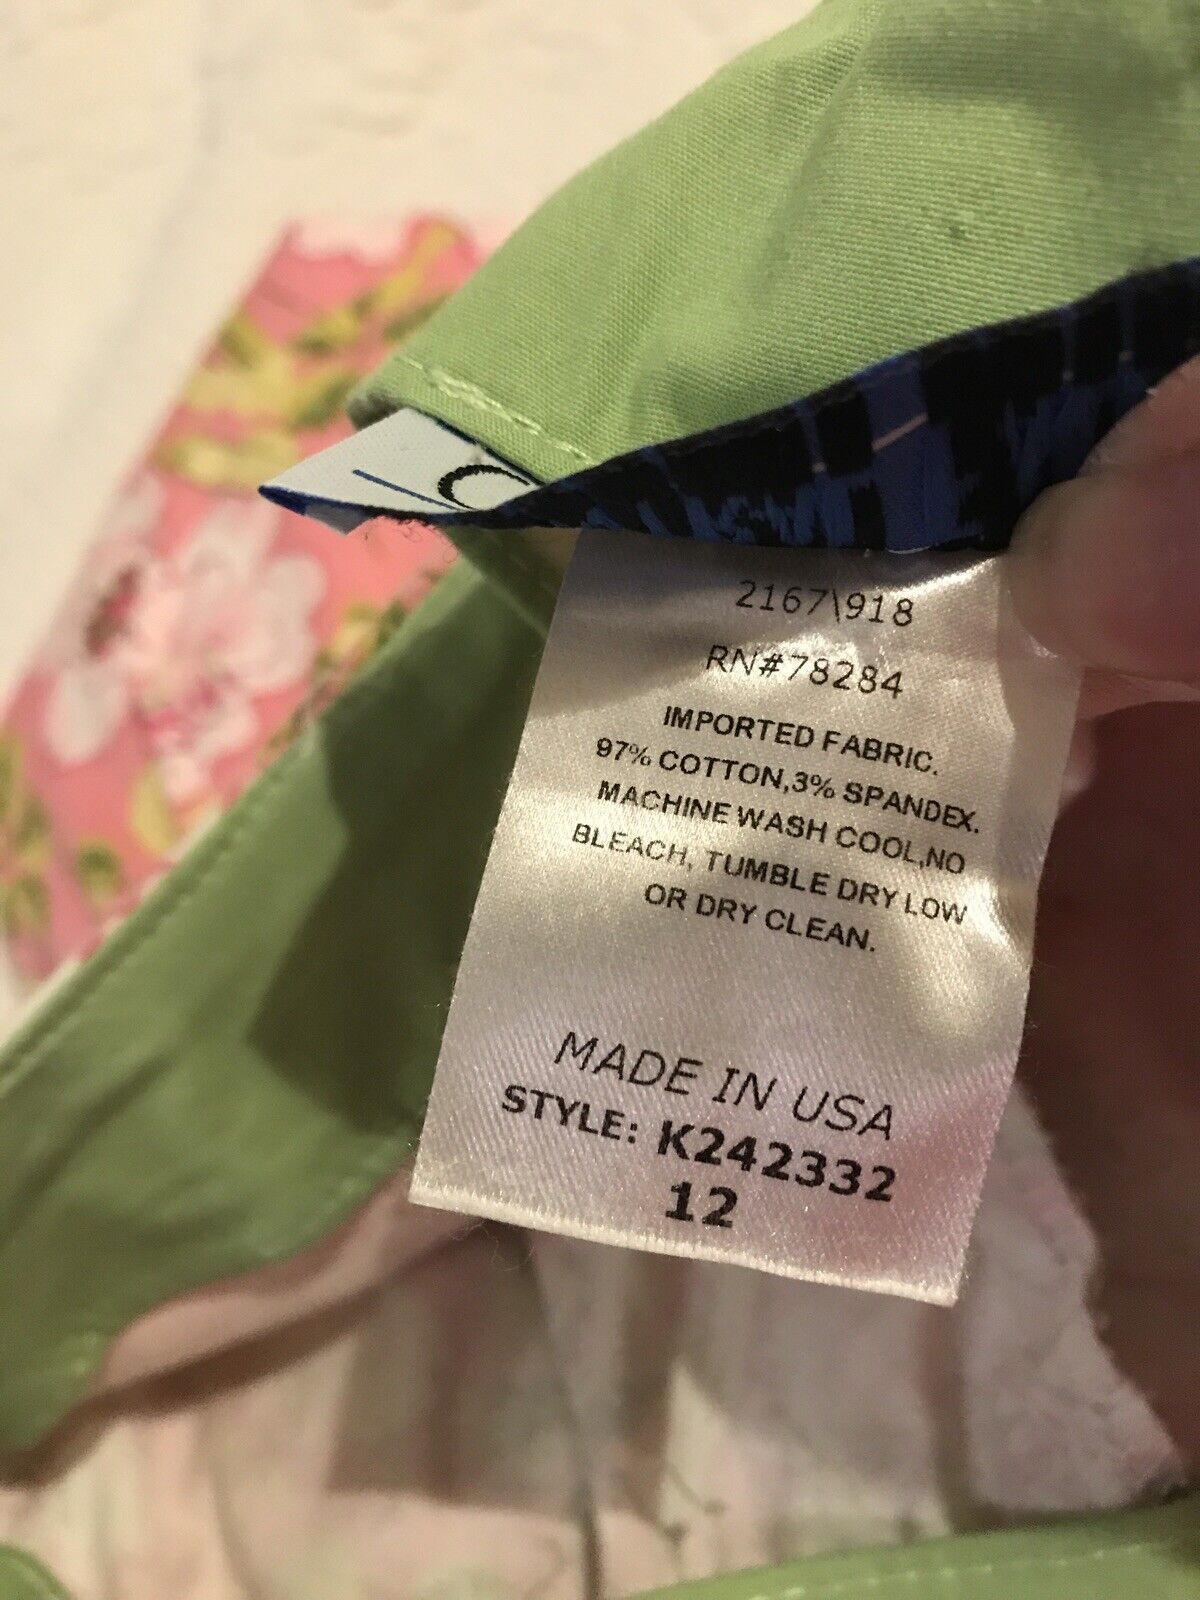 2167\918
RN#78284
IMPORTED FABRIC.
97% COTTON,3% SPANDEX.
MACHINE WASH COOL,NO
BLEACH, TUMBLE DRY LOW
OR DRY CLEAN.
MADE IN USA
STYLE: K242332
12